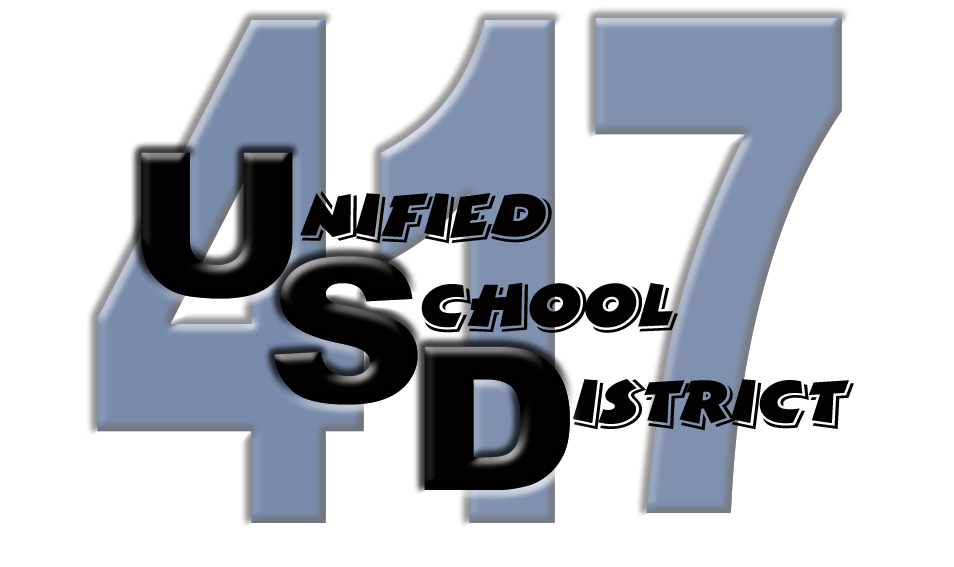 417
UNIFIED
SCHOOL
DISTRICT